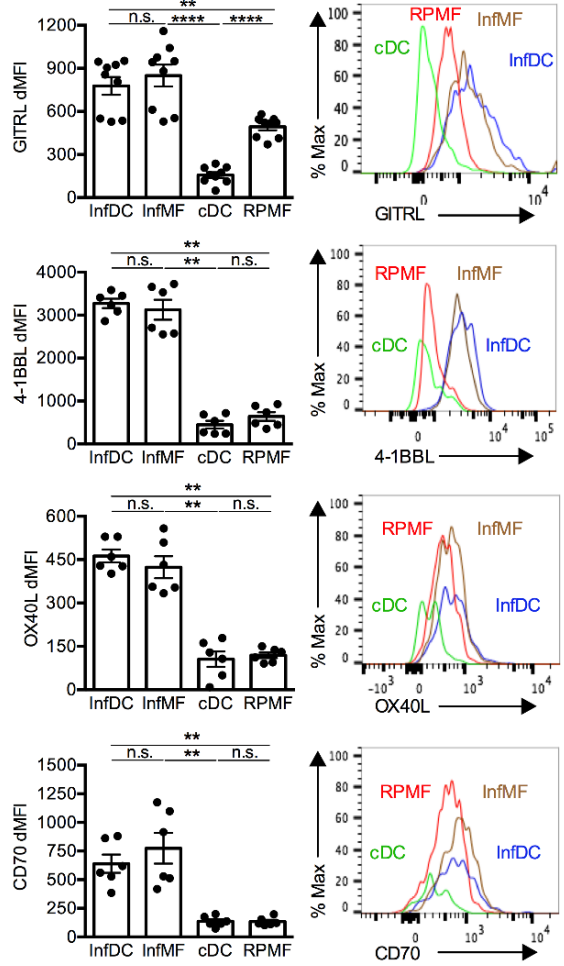 **
n.s. **** ****
1200
900
600
300
0
GITRL dMFI
InfDC InfMF cDC RPMF
RPMF InfMF
cDC InfDC
100
80
60
40
20
0
% Max
0 10^4
GITRL
**
n.s. ** n.s.
4000
3000
2000
1000
0
4-1BBL dMFI
InfDC InfMF cDC RPMF
RPMF InfMF
cDC InfDC
100
80
60
40
20
0
% Max
0 10^4 10^5
4-1BBL
**
n.s. ** n.s.
600
450
300
150
0
OX40L dMFI
InfDC InfMF cDC RPMF
RPMF InfMF
cDC InfDC
100
80
60
40
20
0
% Max
-10^3 0 10^3 10^4
OX40L
**
n.s. ** n.s.
1500
1250
1000
750
500
250
0
CD70 dMFI
InfDC InfMF cDC RPMF
RPMF InfMF
cDC InfDC
100
80
60
40
20
0
% Max
0 10^3 10^4
CD70